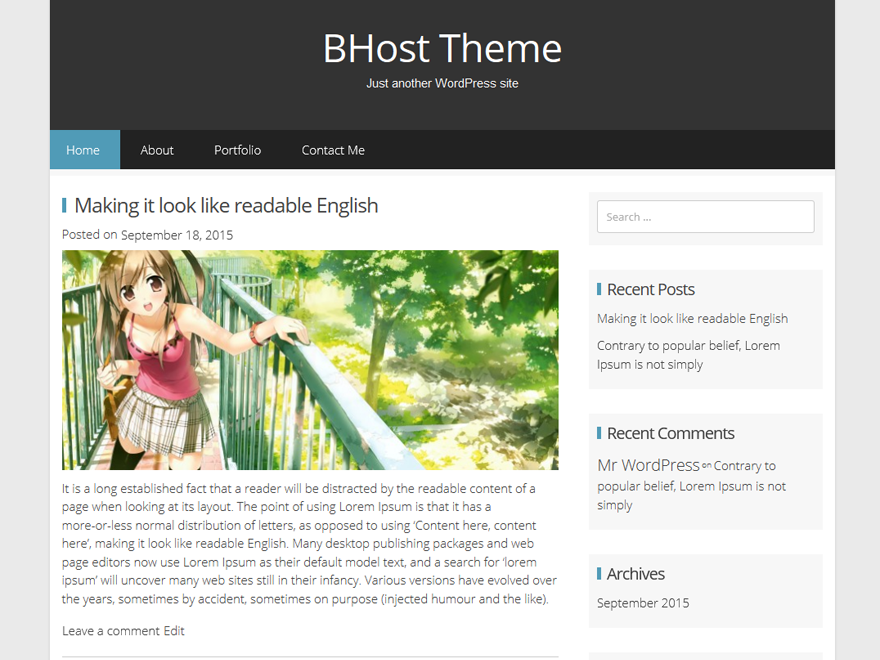 BHost Theme
Just another WordPress site
Home
About
Portfolio
Contact Me
Making it look like readable English
Posted on September 18, 2015
It is a long established fact that a reader will be distracted by the readable content of a
page when looking at its layout. The point of using Lorem Ipsum is that it has a
more-or-less normal distribution of letters, as opposed to using ‘Content here, content
here’, making it look like readable English. Many desktop publishing packages and web
page editors now use Lorem Ipsum as their default model text, and a search for ‘lorem
ipsum’ will uncover many web sites still in their infancy. Various versions have evolved over
the years, sometimes by accident, sometimes on purpose (injected humour and the like).
Leave a comment Edit
Search ...
Recent Posts
Making it look like readable English
Contrary to popular belief, Lorem
Ipsum is not simply
Recent Comments
Mr WordPress on Contrary to
popular belief, Lorem Ipsum is not
simply
Archives
September 2015